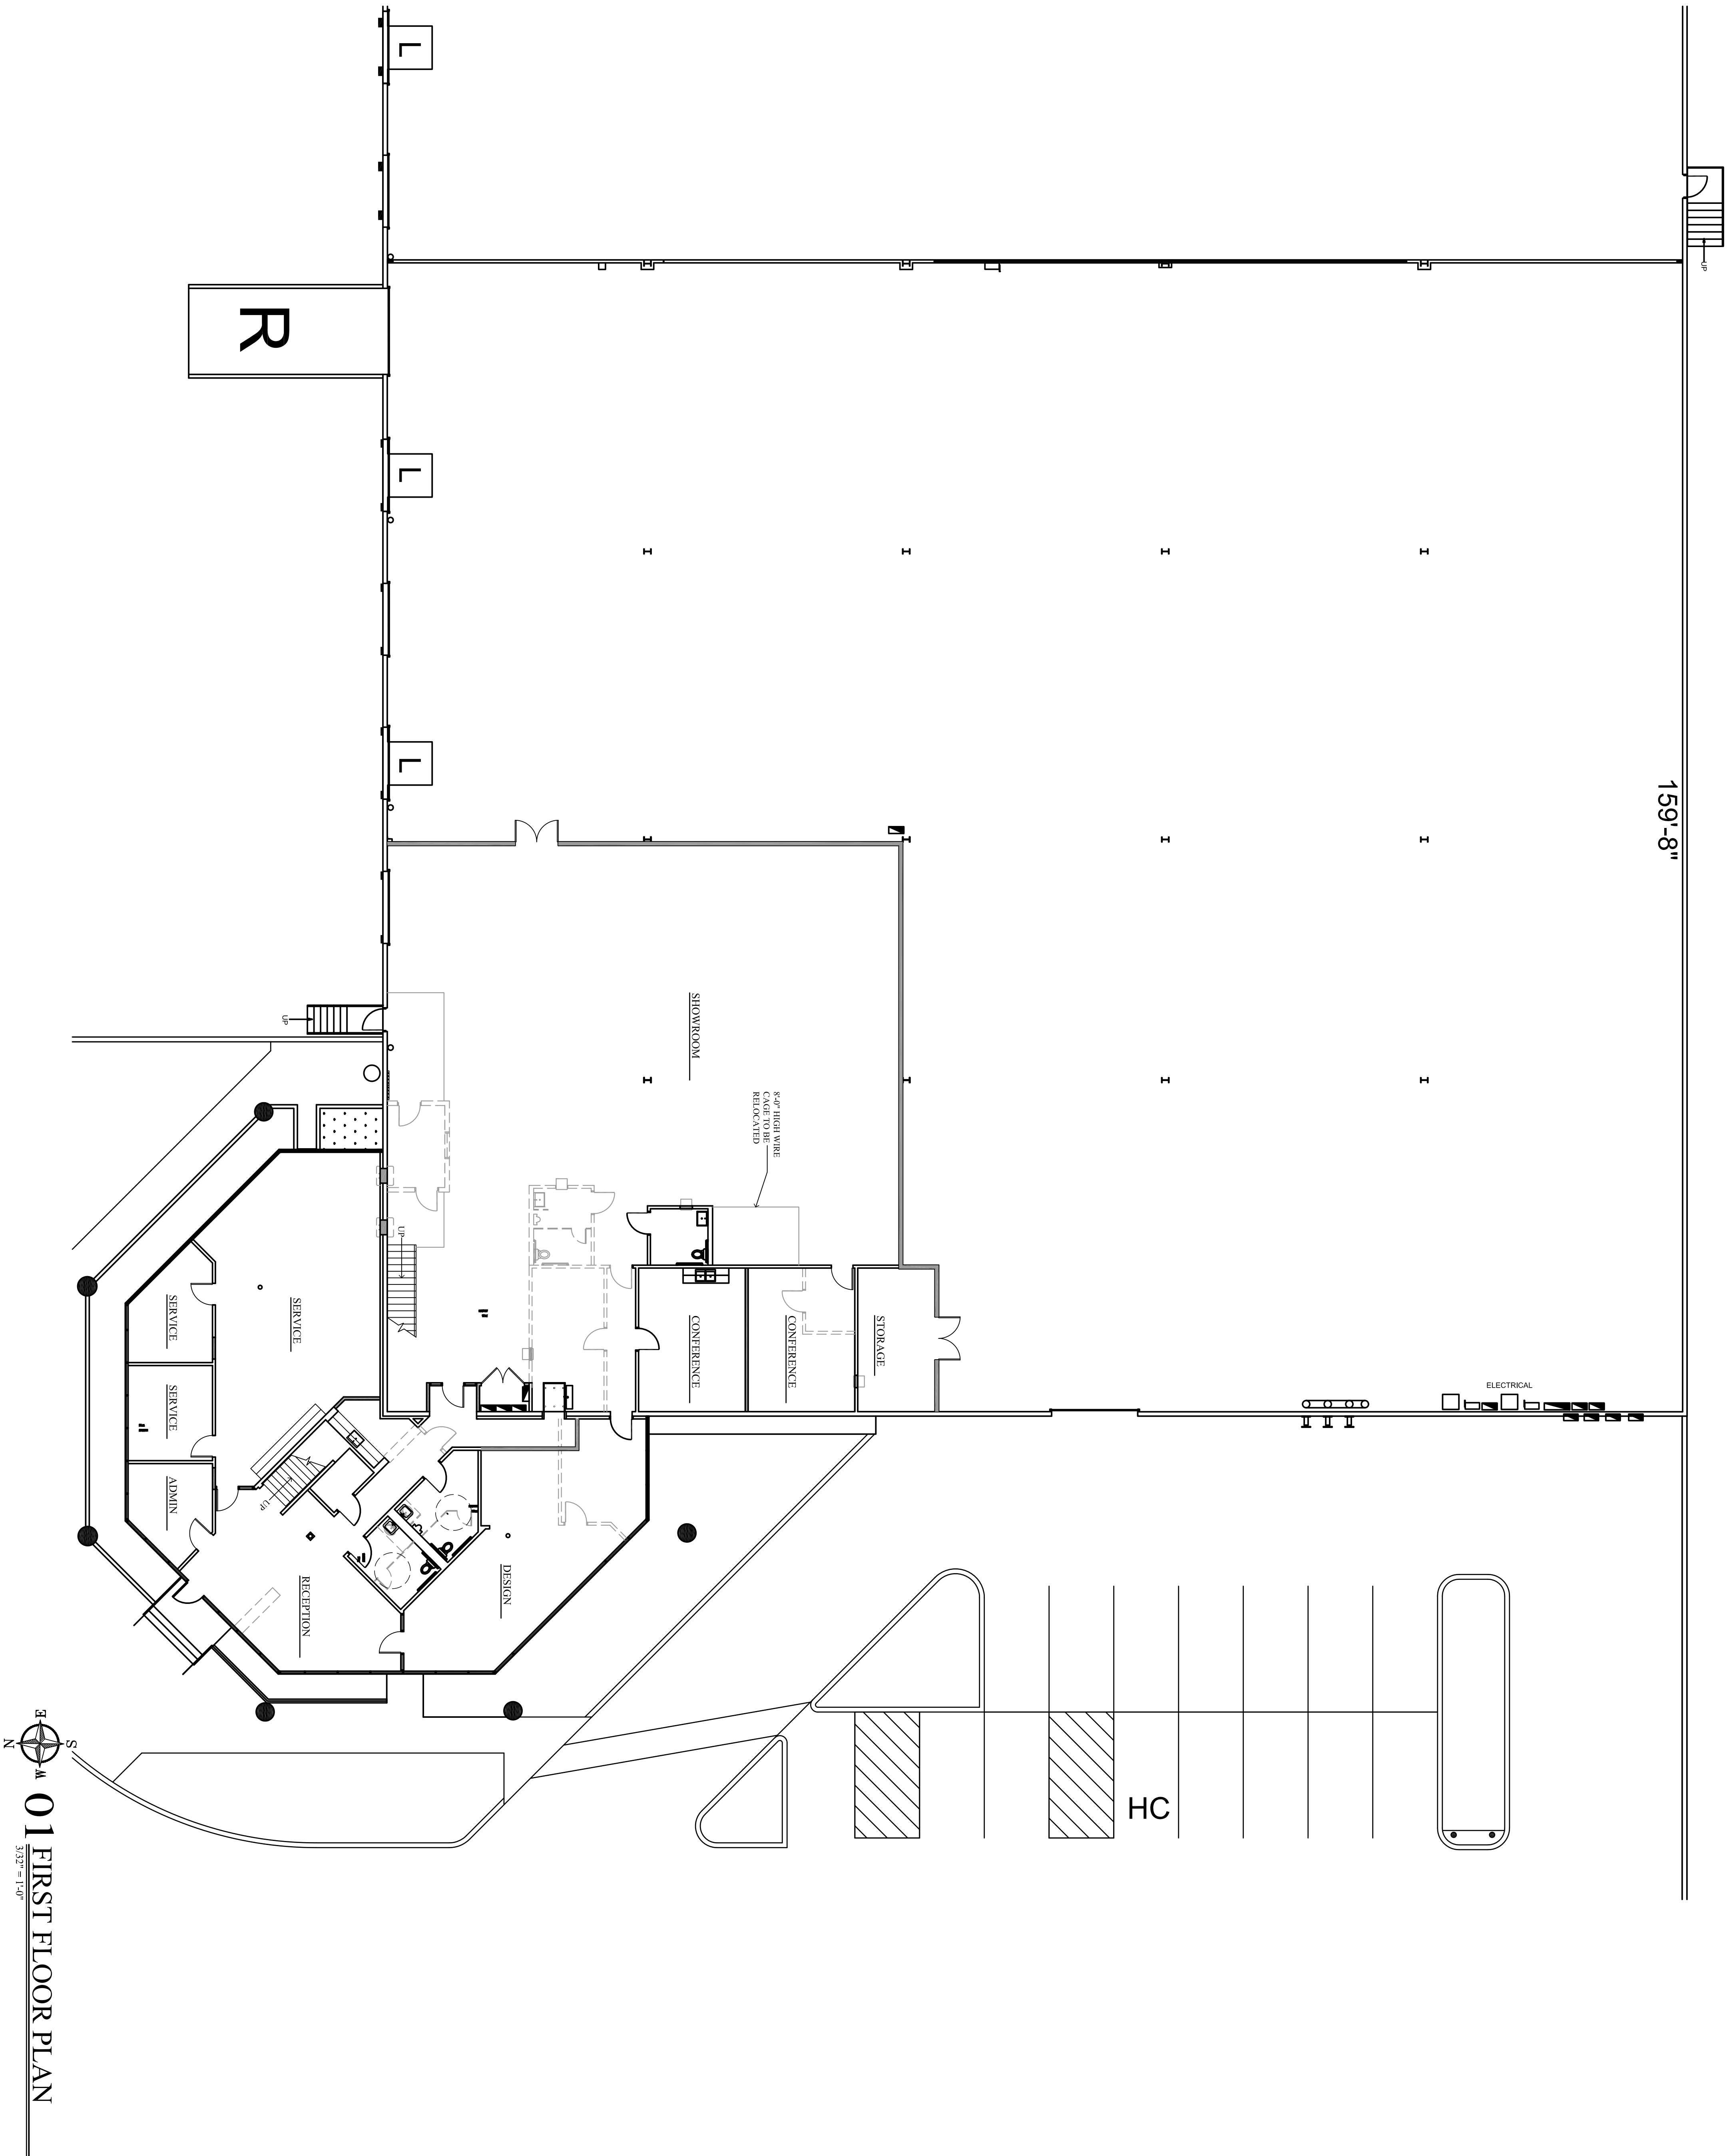 L
UP
R
L
L
159'-8"
UP
SHOWROOM
8'-0" HIGH WIRE
CAGE TO BE
RELOCATED
UP
SERVICE
SERVICE
SERVICE
ADMIN
CONFERENCE
CONFERENCE
STORAGE
ELECTRICAL
UP
RECEPTION
DESIGN
HC
E
S
N
W
01 FIRST FLOOR PLAN
3/32" = 1'-0"